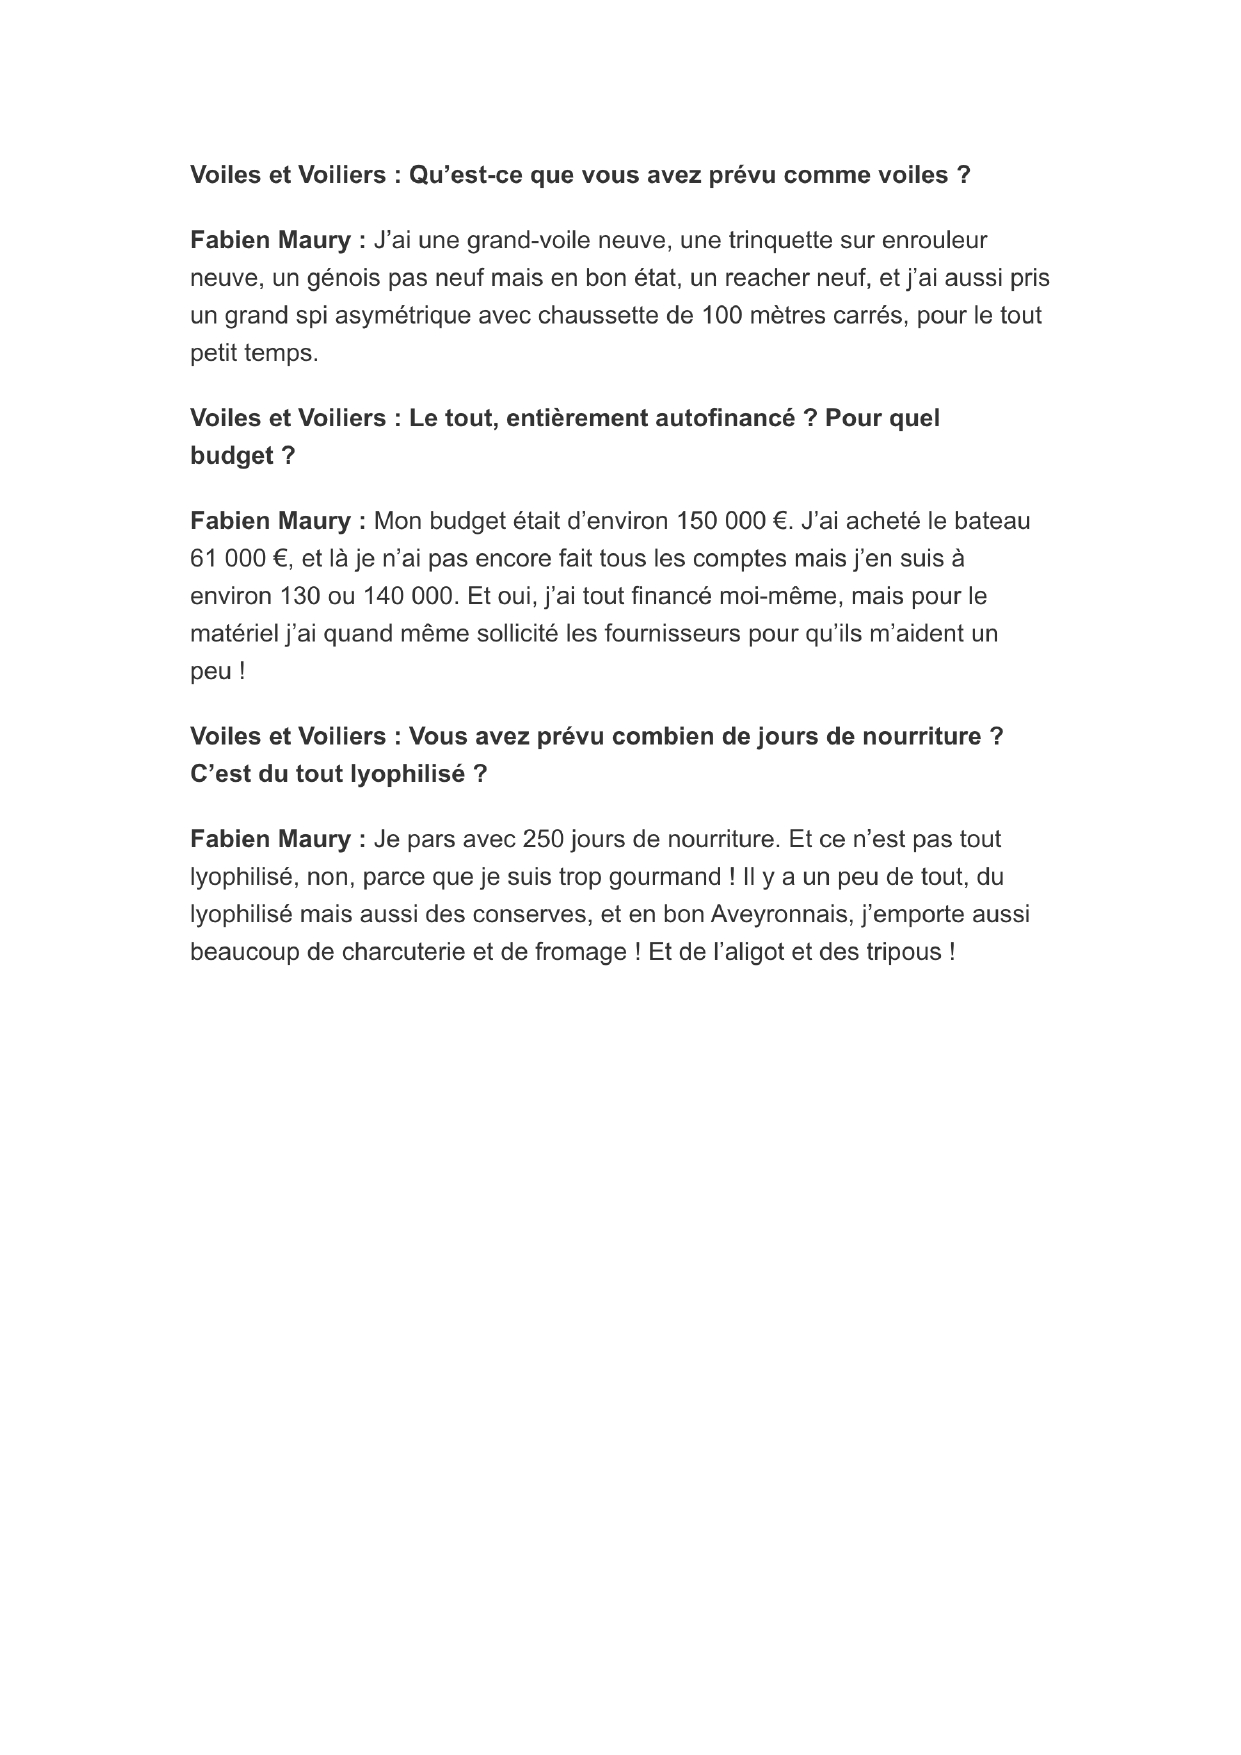 Voiles et Voiliers : Qu’est-ce que vous avez prévu comme voiles ?
Fabien Maury : J’ai une grand-voile neuve, une trinquette sur enrouleur
neuve, un génois pas neuf mais en bon état, un reacher neuf, et j’ai aussi pris
un grand spi asymétrique avec chaussette de 100 mètres carrés, pour le tout
petit temps.
Voiles et Voiliers : Le tout, entièrement autofinancé ? Pour quel
budget ?
Fabien Maury : Mon budget était d’environ 150 000 €. J’ai acheté le bateau
61 000 €, et là je n’ai pas encore fait tous les comptes mais j’en suis à
environ 130 ou 140 000. Et oui, j’ai tout financé moi-même, mais pour le
matériel j’ai quand même sollicité les fournisseurs pour qu’ils m’aident un
peu !
Voiles et Voiliers : Vous avez prévu combien de jours de nourriture ?
C’est du tout lyophilisé ?
Fabien Maury : Je pars avec 250 jours de nourriture. Et ce n’est pas tout
lyophilisé, non, parce que je suis trop gourmand ! Il y a un peu de tout, du
lyophilisé mais aussi des conserves, et en bon Aveyronnais, j’emporte aussi
beaucoup de charcuterie et de fromage ! Et de l’aligot et des tripous !